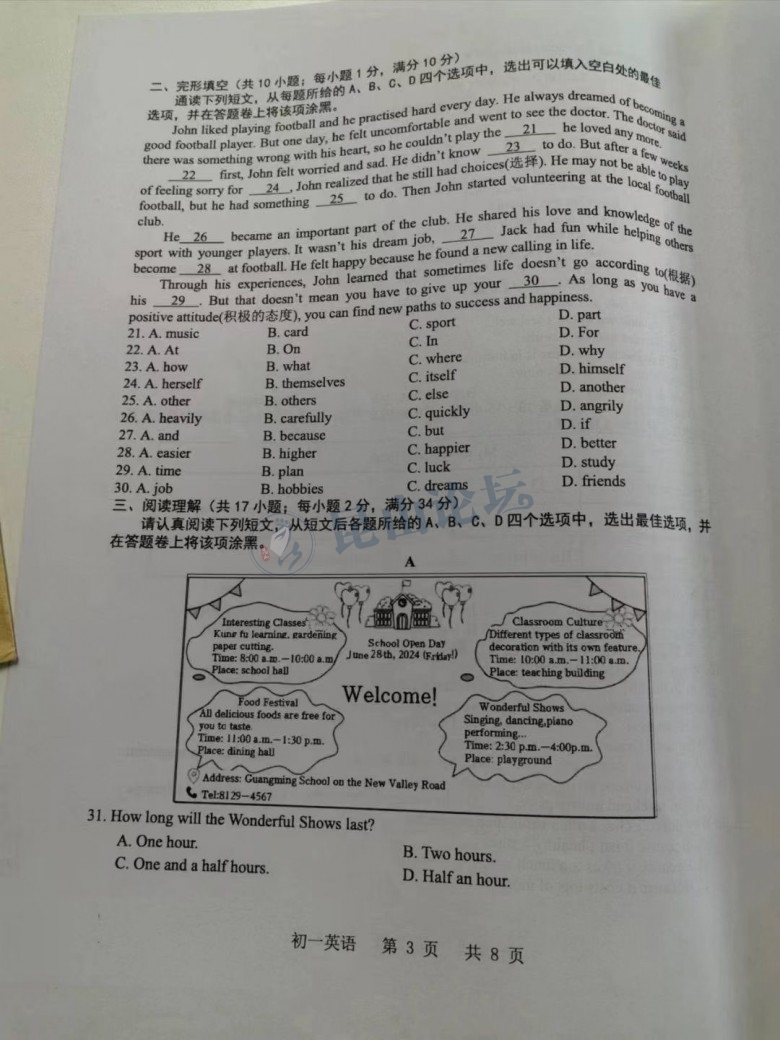 二、完形填空（共10小题；每小题1分，满分10分）
通读下列短文，从每题所给的A、B、C、D四个选项中，选出可以填入空白处的最佳
选项，并在答题卷上将该项涂黑。
John liked playing football and he practised hard every day. He always dreamed of becoming a
good football player. But one day, he felt uncomfortable and went to see the doctor. The doctor said
there was something wrong with his heart, so he couldn't play the 21 he loved any more.
22 first, John felt worried and sad. He didn't know 23 to do. But after a few weeks
of feeling sorry for 24 , John realized that he still had choices(选择). He may not be able to play
football, but he had something 25 to do. Then John started volunteering at the local football
club.
He 26 became an important part of the club. He shared his love and knowledge of the
sport with younger players. It wasn't his dream job, 27 Jack had fun while helping others
become 28 at football. He felt happy because he found a new calling in life.
Through his experiences, John learned that sometimes life doesn't go according to(根据)
his 29 . But that doesn't mean you have to give up your 30 . As long as you have a
positive attitude(积极的态度), you can find new paths to success and happiness.
21. A. music B. card C. sport D. part
22. A. At B. On C. In D. For
23. A. how B. what C. where D. why
24. A. herself B. themselves C. itself D. himself
25. A. other B. others C. else D. another
26. A. heavily B. carefully C. quickly D. angrily
27. A. and B. because C. but D. if
28. A. easier B. higher C. happier D. better
29. A. time B. plan C. luck D. study
30. A. job B. hobbies C. dreams D. friends
三、阅读理解（共17小题；每小题2分，满分34分）
请认真阅读下列短文，从短文后各题所给的A、B、C、D四个选项中，选出最佳选项，并
在答题卷上将该项涂黑。
昆山论坛
A
Interesting Classes
Kung fu learning, gardening
paper cutting.
Time: 8:00 a.m.—10:00 a.m
Place: school hall
School Open Day
June 28th, 2024 (Friday!)
Classroom Culture
Different types of classroom
decoration with its own feature.
Time: 10:00 a.m.—11:00 a.m.
Place: teaching building
Welcome!
Food Festival
All delicious foods are free for
you to taste
Time: 11:00 a.m.—1:30 p.m.
Place: dining hall
Wonderful Shows
Singing, dancing,piano
performing...
Time: 2:30 p.m.—4:00p.m.
Place: playground
Address: Guangming School on the New Valley Road
Tel:8129—4567
31. How long will the Wonderful Shows last?
A. One hour. B. Two hours.
C. One and a half hours. D. Half an hour.
初一英语 第3页 共8页